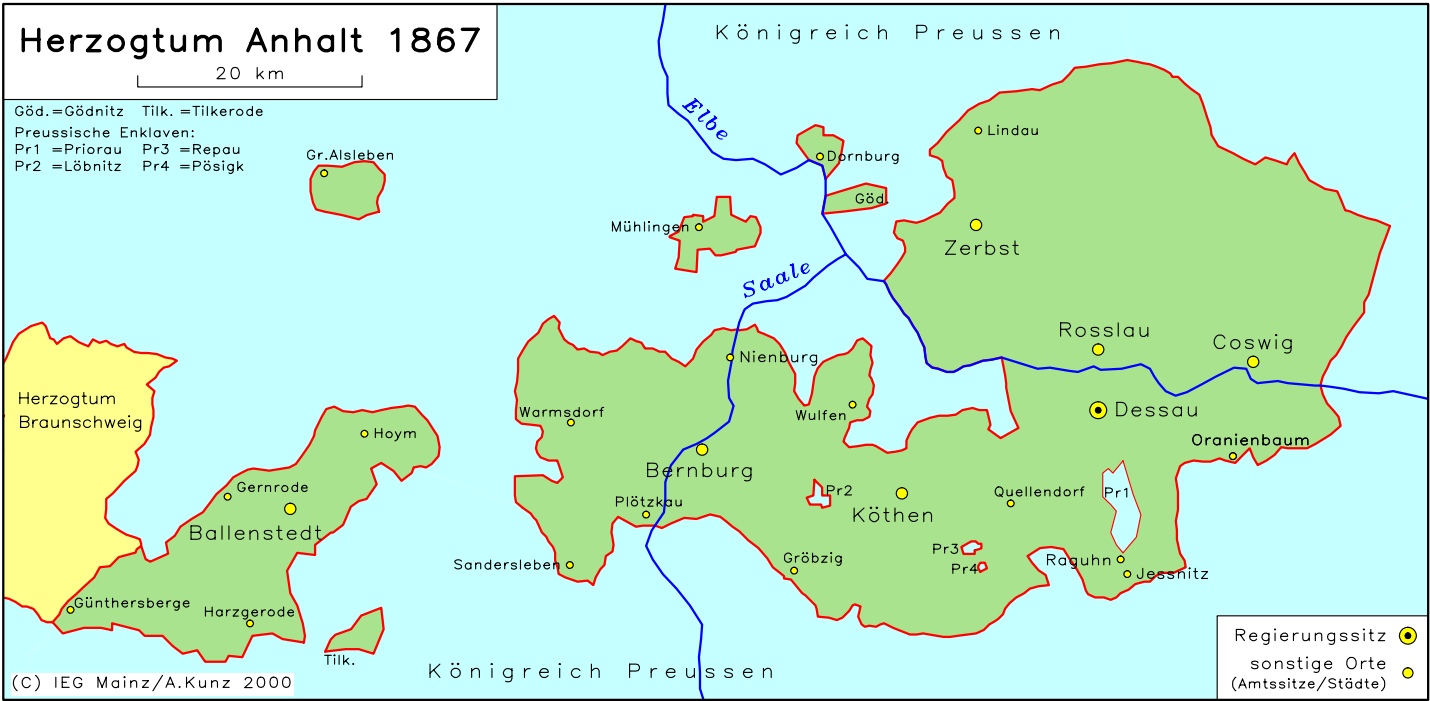 Herzogtum Anhalt 1867
20 km
Königreich Preussen
Göd.=Gödnitz Tilk. =Tilkerode
Preussische Enklaven:
Pr1 =Priorau Pr3 =Repau
Pr2 =Löbnitz Pr4 =Pösigk
Elbe
Lindau
Gr.Alsleben
Dornburg
Göd.
Mühlingen
Zerbst
Saale
Rosslau
Coswig
Nienburg
Herzogtum
Braunschweig
Warmsdorf
Wulfen
Dessau
Hoym
Oranienbaum
Bernburg
Gernrode
Pr2
Quellendorf
Pr1
Plötzkau
Köthen
Ballenstedt
Pr3
Gröbzig
Raguhn
Sandersleben
Pr4
Jessnitz
Günthersberge
Harzgerode
Tilk.
Königreich Preussen
Regierungssitz
sonstige Orte
(Amtssitze/Städte)
(C) IEG Mainz/A.Kunz 2000